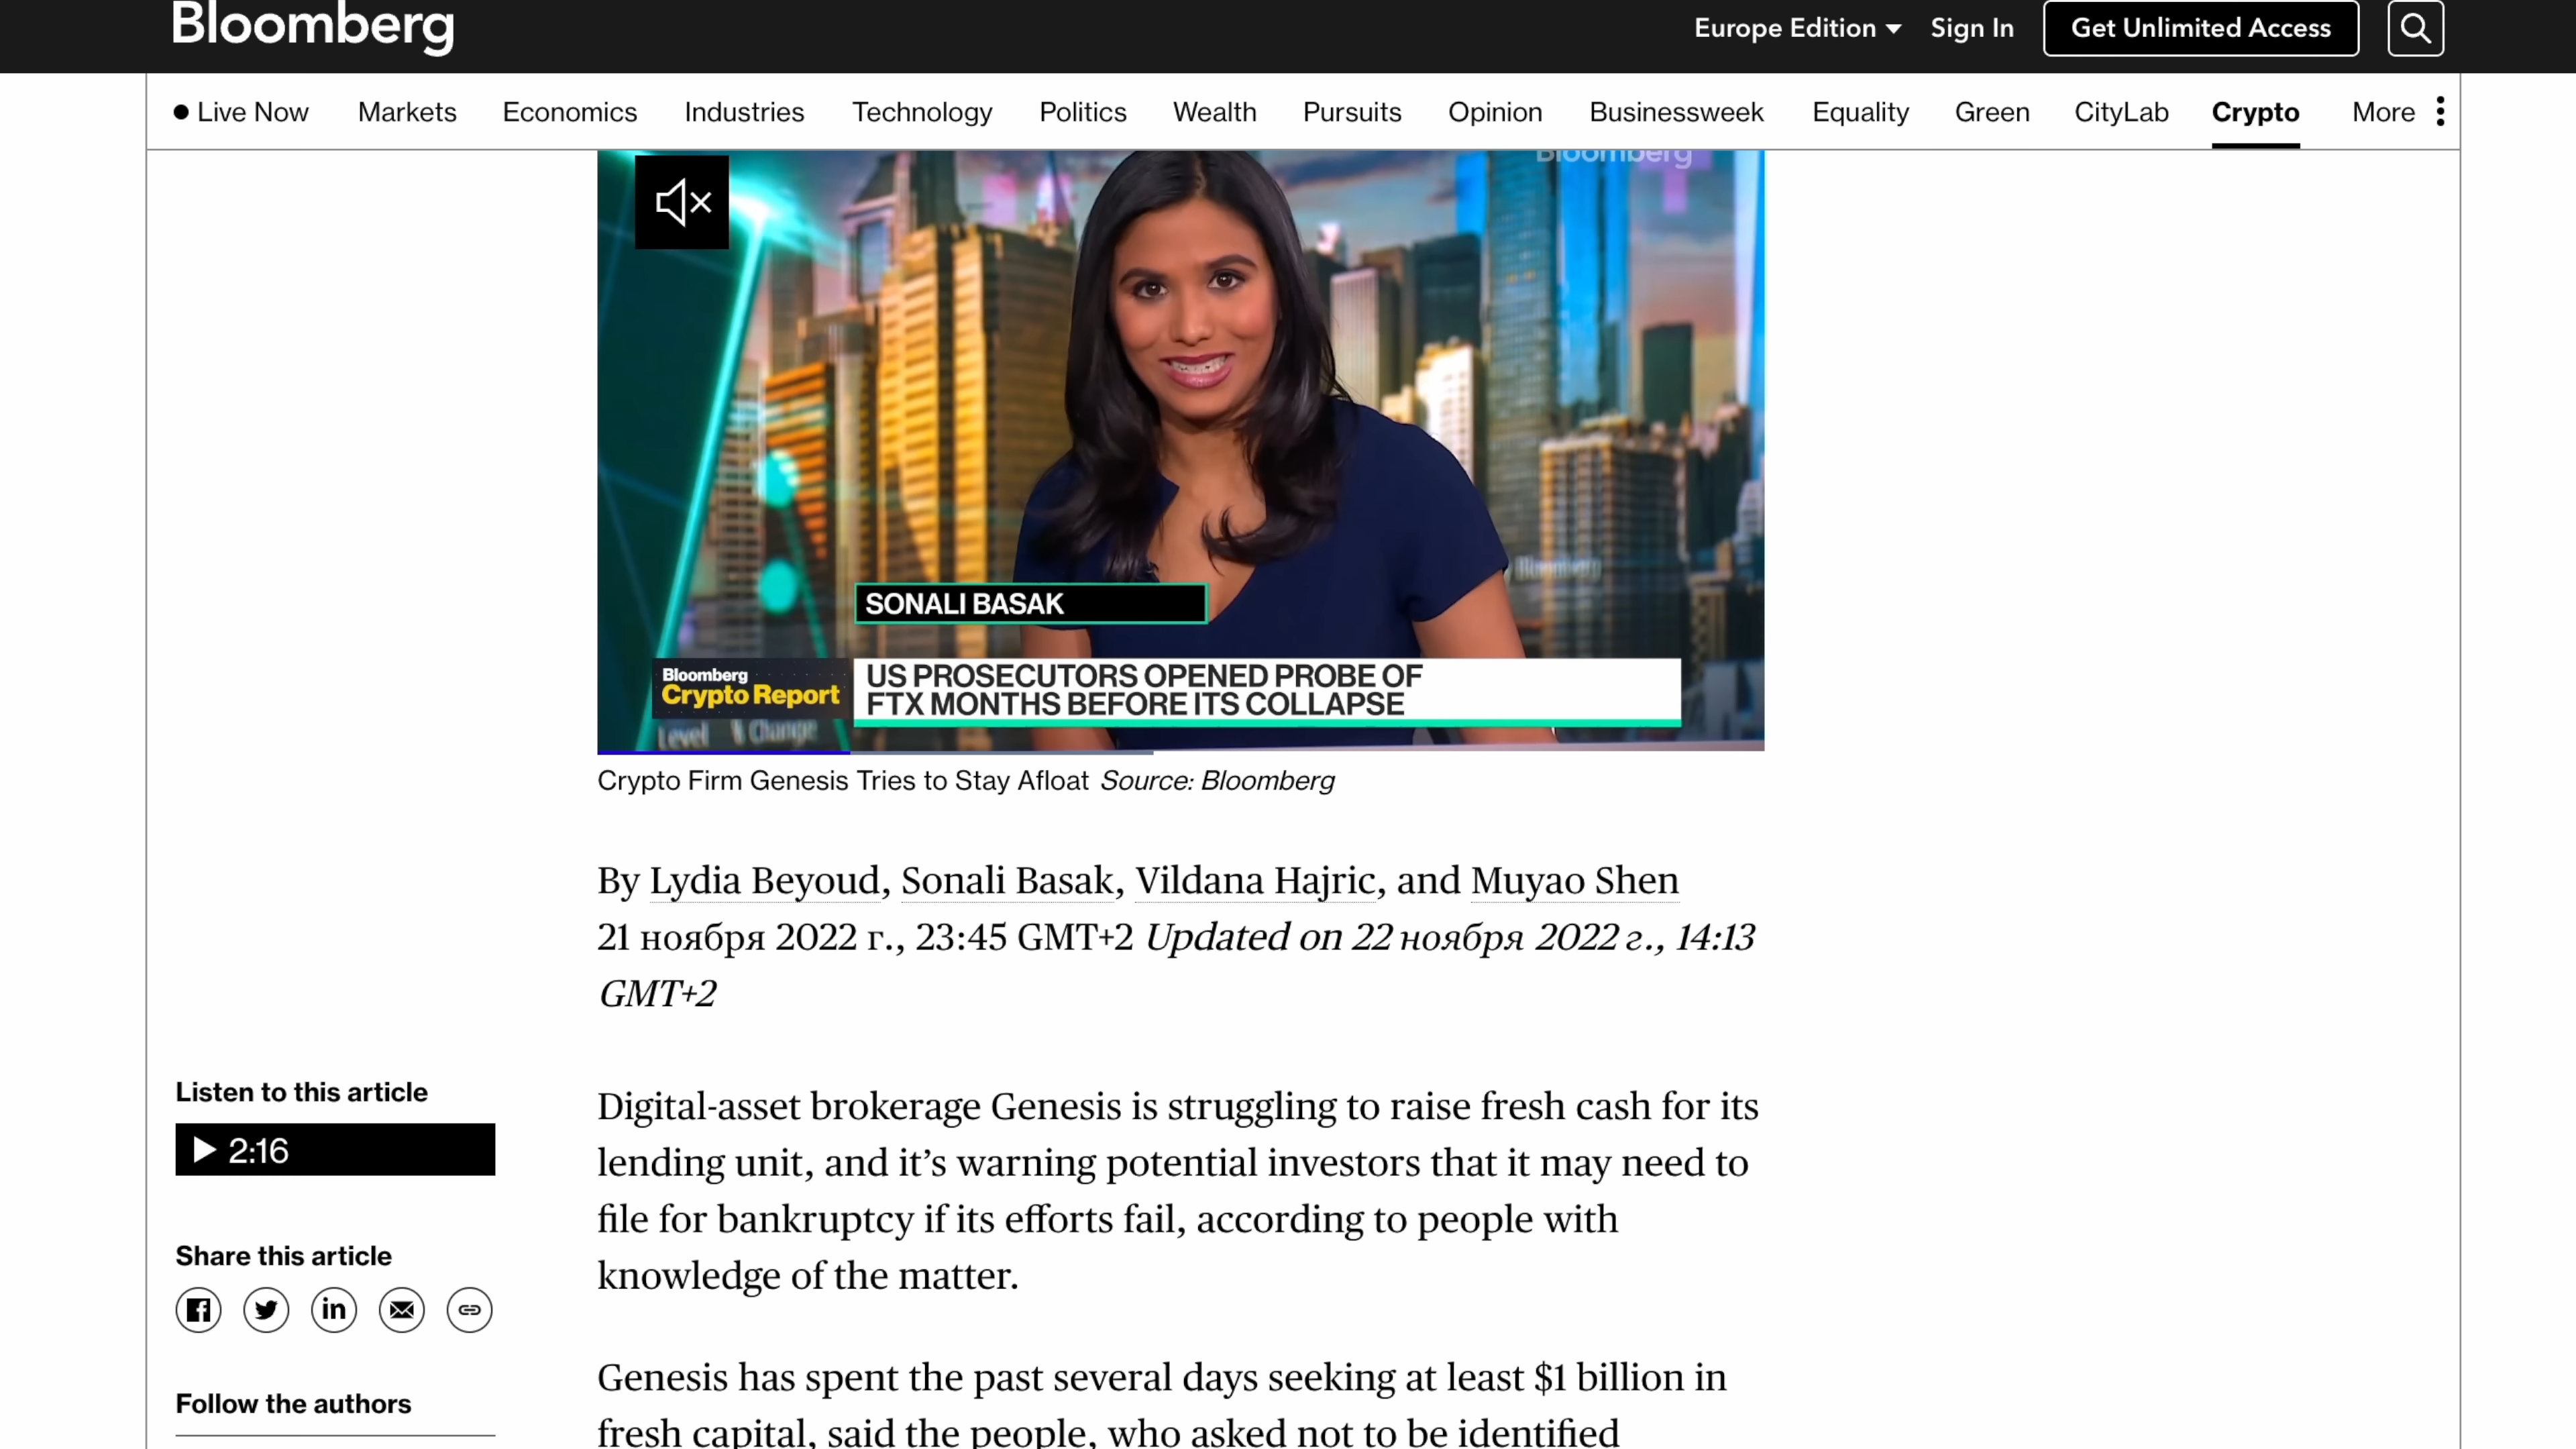 Bloomberg
Europe Edition
Sign In
Get Unlimited Access
Live Now
Markets
Economics
Industries
Technology
Politics
Wealth
Pursuits
Opinion
Businessweek
Equality
Green
CityLab
Crypto
More
Bloomberg
Bloomberg
SONALI BASAK
Bloomberg
Crypto Report
US PROSECUTORS OPENED PROBE OF
FTX MONTHS BEFORE ITS COLLAPSE
Level % Change
Crypto Firm Genesis Tries to Stay Afloat Source: Bloomberg
By Lydia Beyoud, Sonali Basak, Vildana Hajric, and Muyao Shen
21 ноября 2022 г., 23:45 GMT+2 Updated on 22 ноября 2022 г., 14:13
GMT+2
Listen to this article
2:16
Share this article
Follow the authors
Digital-asset brokerage Genesis is struggling to raise fresh cash for its
lending unit, and it’s warning potential investors that it may need to
file for bankruptcy if its efforts fail, according to people with
knowledge of the matter.
Genesis has spent the past several days seeking at least $1 billion in
fresh capital, said the people, who asked not to be identified